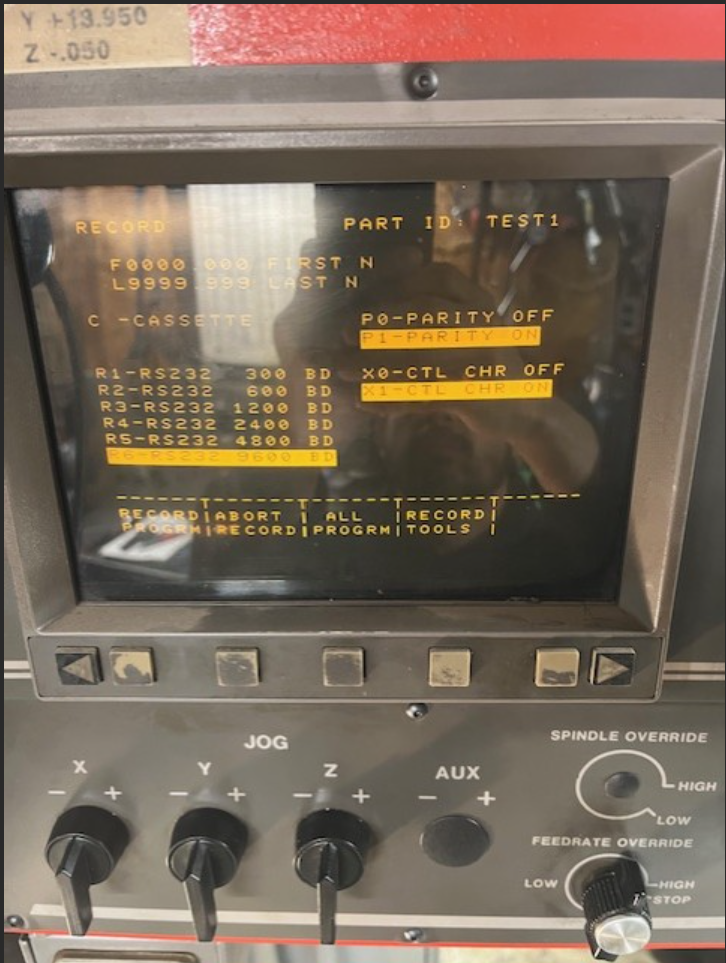 Y +13.950
Z -.050
RECORD PART ID: TEST1
F0000.000 FIRST N
L9999.999 LAST N
C -CASSETTE P0-PARITY OFF
P1-PARITY ON
R1-RS232 300 BD X0-CTL CHR OFF
R2-RS232 600 BD X1-CTL CHR ON
R3-RS232 1200 BD
R4-RS232 2400 BD
R5-RS232 4800 BD
R6-RS232 9600 BD
RECORD|ABORT | ALL |RECORD|
PROGRM|RECORD|PROGRM|TOOLS |
JOG
X Y Z AUX
- + - + - + - +
SPINDLE OVERRIDE
HIGH
LOW
FEEDRATE OVERRIDE
LOW HIGH
STOP